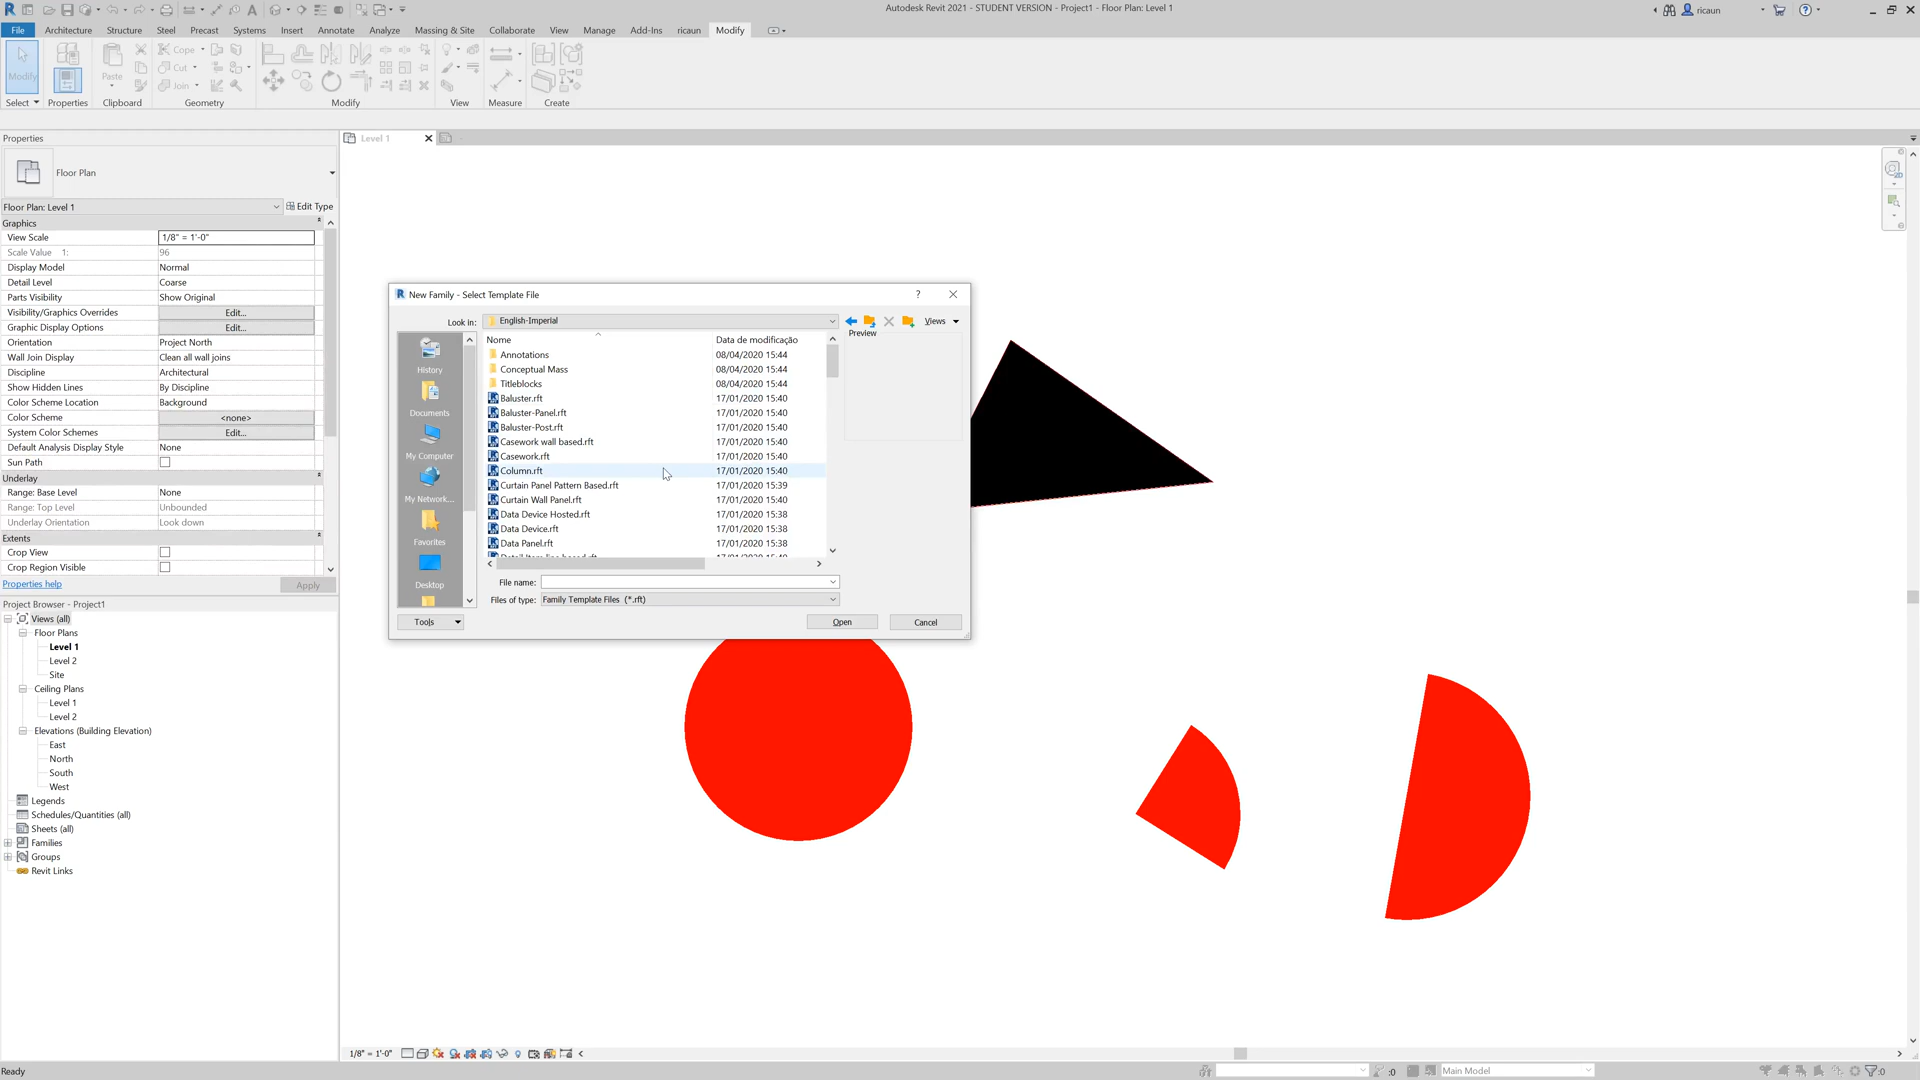 Autodesk Revit 2021 - STUDENT VERSION - Project1 - Floor Plan: Level 1
ricaun
File Architecture Structure Steel Precast Systems Insert Annotate Analyze Massing & Site Collaborate View Manage Add-Ins ricaun Modify
Modify
Paste
Cope
Cut
Join
Select Properties Clipboard Geometry Modify View Measure Create
Properties
Level 1
Floor Plan
Floor Plan: Level 1
Edit Type
Graphics
View Scale 1/8" = 1'-0"
Scale Value 1: 96
Display Model Normal
Detail Level Coarse
Parts Visibility Show Original
Visibility/Graphics Overrides Edit...
Graphic Display Options Edit...
Orientation Project North
Wall Join Display Clean all wall joins
Discipline Architectural
Show Hidden Lines By Discipline
Color Scheme Location Background
Color Scheme <none>
System Color Schemes Edit...
Default Analysis Display Style None
Sun Path
Underlay
Range: Base Level None
Range: Top Level Unbounded
Underlay Orientation Look down
Extents
Crop View
Crop Region Visible
Properties help
Apply
Project Browser - Project1
Views (all)
Floor Plans
Level 1
Level 2
Site
Ceiling Plans
Level 1
Level 2
Elevations (Building Elevation)
East
North
South
West
Legends
Schedules/Quantities (all)
Sheets (all)
Families
Groups
Revit Links
New Family - Select Template File
?
Look in: English-Imperial
Views
Preview
History
Documents
My Computer
My Network...
Favorites
Desktop
Nome Data de modificação
Annotations 08/04/2020 15:44
Conceptual Mass 08/04/2020 15:44
Titleblocks 08/04/2020 15:44
Baluster.rft 17/01/2020 15:40
Baluster-Panel.rft 17/01/2020 15:40
Baluster-Post.rft 17/01/2020 15:40
Casework wall based.rft 17/01/2020 15:40
Casework.rft 17/01/2020 15:40
Column.rft 17/01/2020 15:40
Curtain Panel Pattern Based.rft 17/01/2020 15:39
Curtain Wall Panel.rft 17/01/2020 15:40
Data Device Hosted.rft 17/01/2020 15:38
Data Device.rft 17/01/2020 15:38
Data Panel.rft 17/01/2020 15:38
File name:
Files of type: Family Template Files (*.rft)
Tools
Open
Cancel
1/8" = 1'-0"
Ready
:0
Main Model
:0